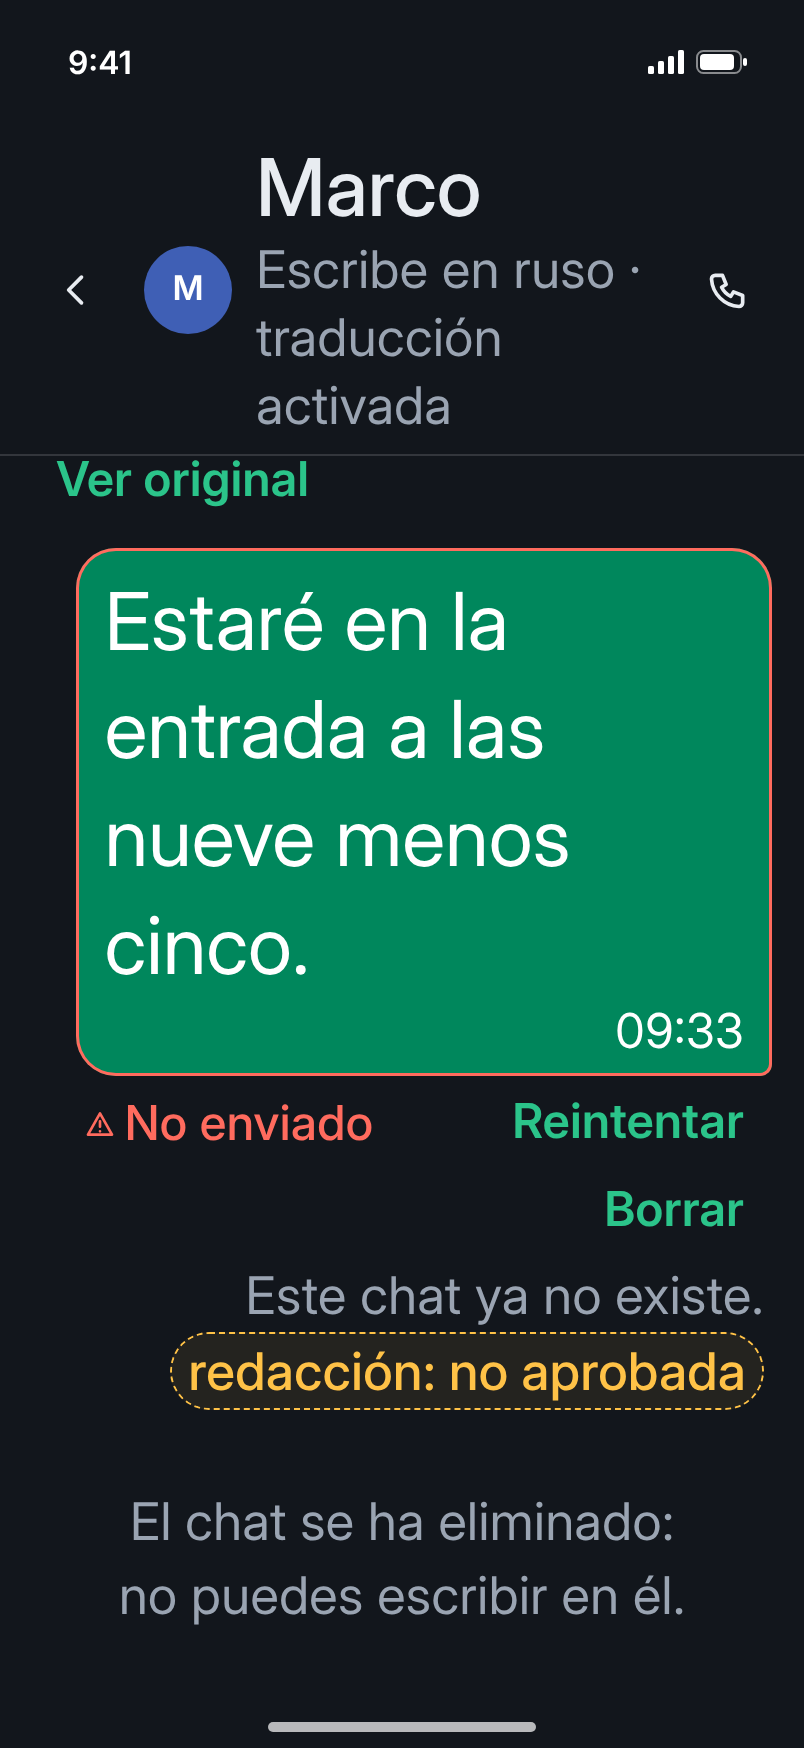 9:41
Marco
M
Escribe en ruso ·
traducción
activada
Ver original
Estaré en la
entrada a las
nueve menos
cinco.
09:33
No enviado
Reintentar
Borrar
Este chat ya no existe.
redacción: no aprobada
El chat se ha eliminado:
no puedes escribir en él.